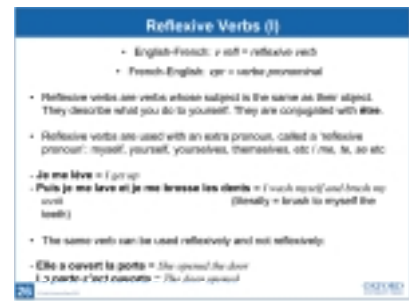 Reflexive Verbs (I)
• English-French: v refl = reflexive verb
• French-English: vpr = verbe pronominal
• Reflexive verbs are verbs whose subject is the same as their object.
They describe what you do to yourself. They are conjugated with être.
• Reflexive verbs are used with an extra pronoun, called a 'reflexive
pronoun': myself, yourself, yourselves, themselves, etc / me, te, se etc
- Je me lève = I get up
- Puis je me lave et je me brosse les dents = I wash myself and brush my
teeth (literally = brush to myself the
teeth)
• The same verb can be used reflexively and not reflexively:
- Elle a ouvert la porte = She opened the door
- La porte s'est ouverte = The door opened
OXFORD